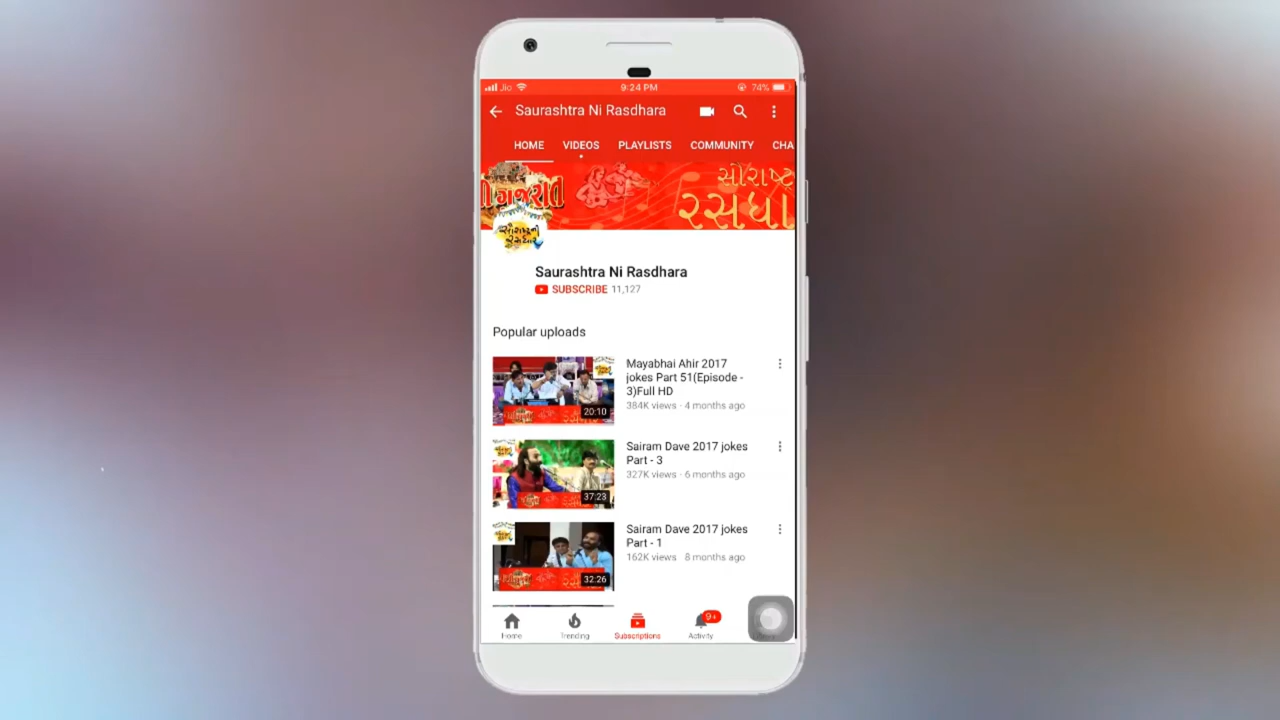 Jio
9:24 PM
74%
Saurashtra Ni Rasdhara
HOME
VIDEOS
PLAYLISTS
COMMUNITY
CHA
ગુજરાત
સૌરાષ્ટ્ર
રસધા
Saurashtra Ni Rasdhara
SUBSCRIBE 11,127
Popular uploads
Mayabhai Ahir 2017
jokes Part 51(Episode -
3)Full HD
384K views · 4 months ago
20:10
Sairam Dave 2017 jokes
Part - 3
327K views · 6 months ago
37:23
Sairam Dave 2017 jokes
Part - 1
162K views · 8 months ago
32:26
Home
Trending
Subscriptions
Activity
9+